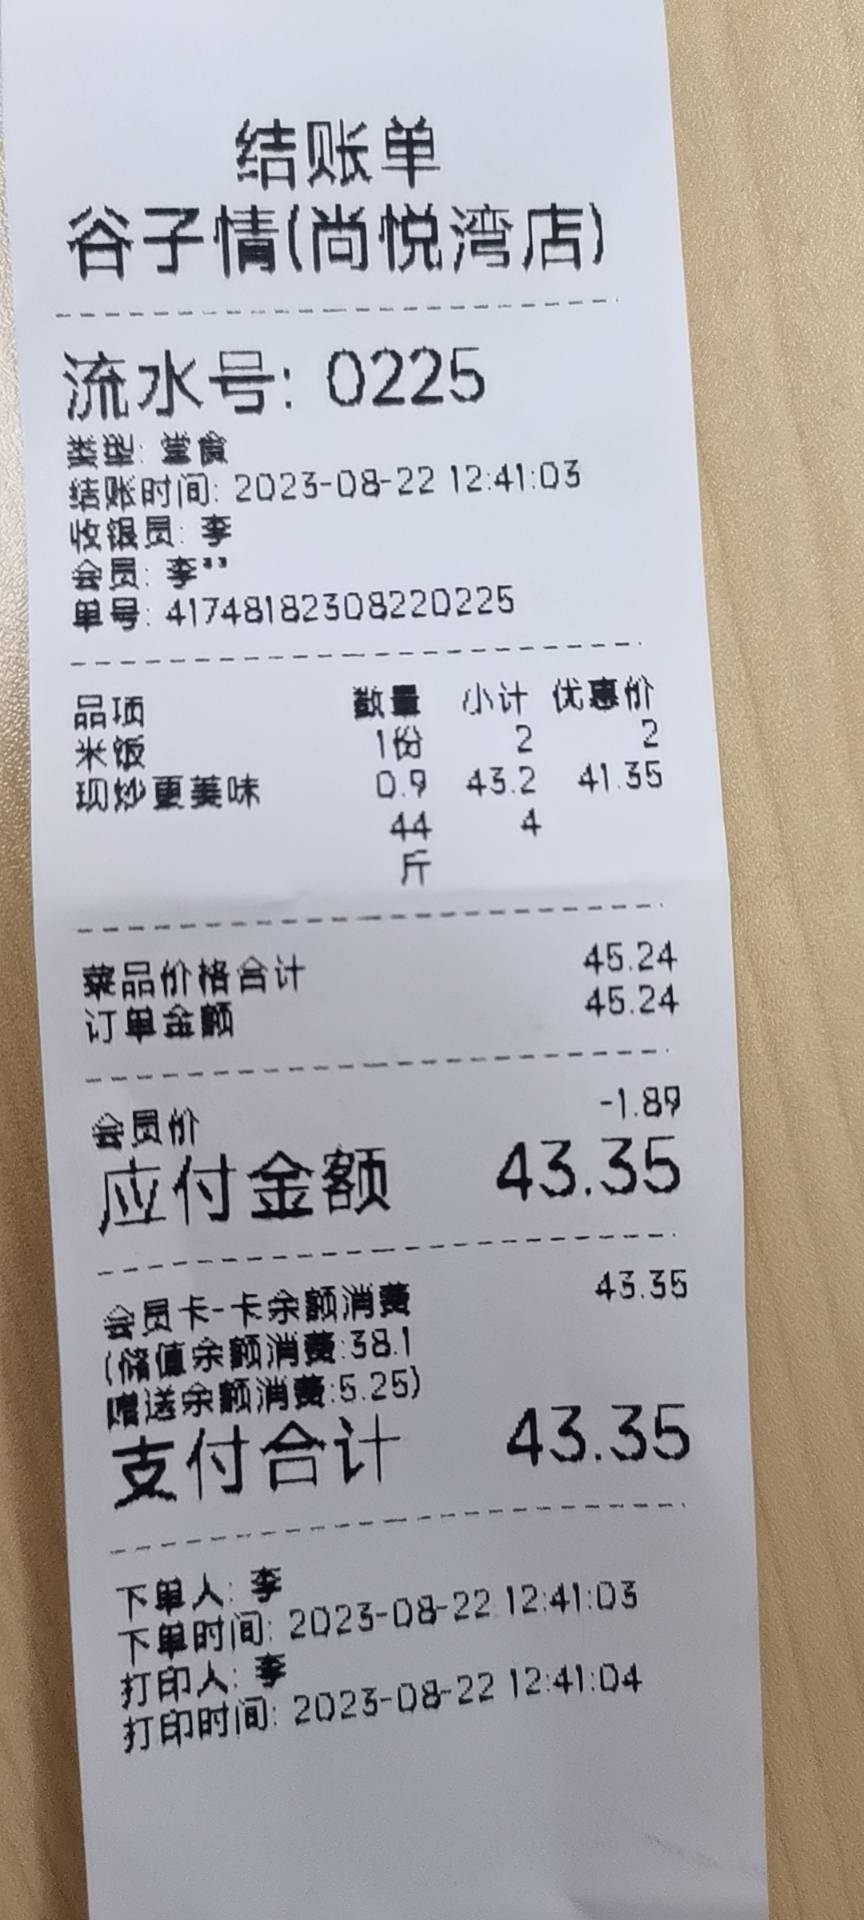 结账单
谷子情(尚悦湾店)
流水号: 0225
类型: 堂食
结账时间: 2023-08-22 12:41:03
收银员: 李
会员: 李**
单号: 41748182308220225
品项 数量 小计 优惠价
米饭 1份 2 2
现炒更美味 0.9 43.2 41.35
44 4
斤
菜品价格合计 45.24
订单金额 45.24
会员价 -1.89
应付金额 43.35
会员卡-卡余额消费 43.35
(储值余额消费:38.1
赠送余额消费:5.25)
支付合计 43.35
下单人: 李
下单时间: 2023-08-22 12:41:03
打印人: 李
打印时间: 2023-08-22 12:41:04